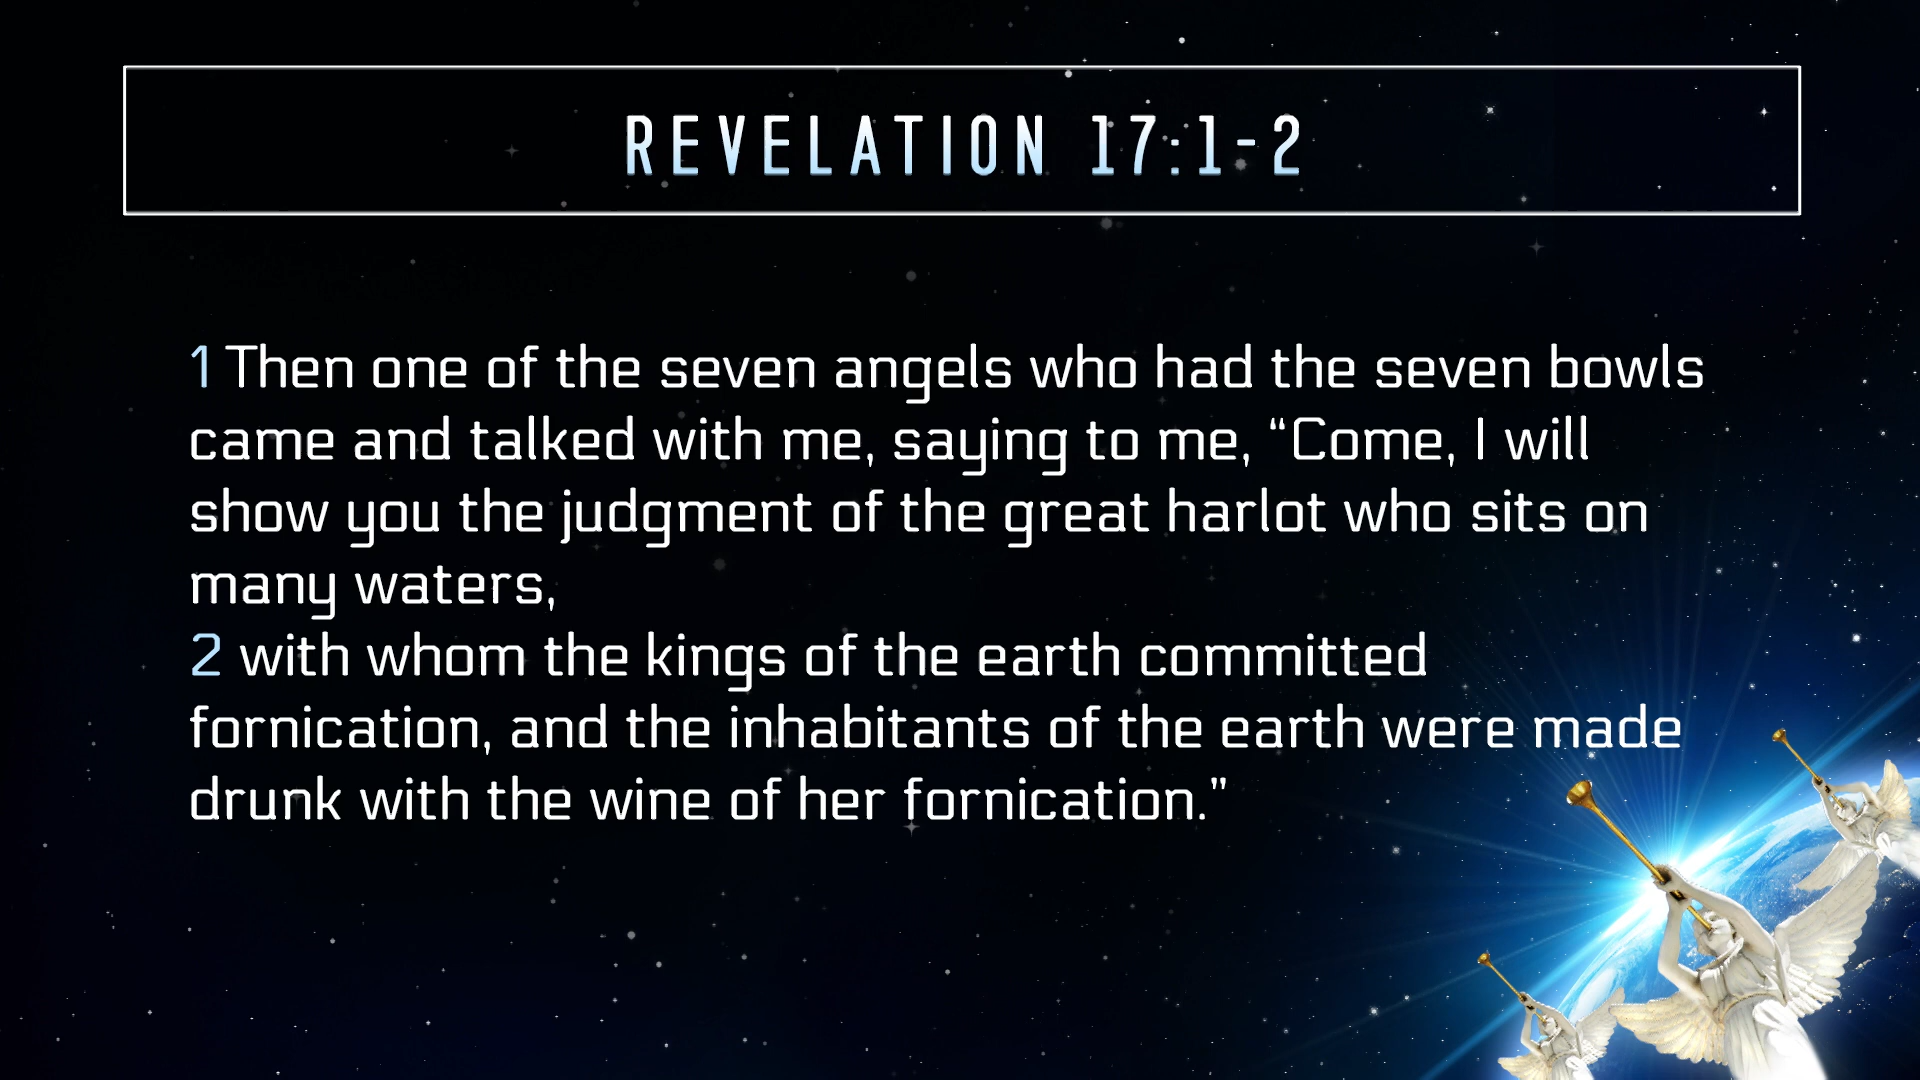 REVELATION 17:1-2
1 Then one of the seven angels who had the seven bowls
came and talked with me, saying to me, “Come, I will
show you the judgment of the great harlot who sits on
many waters,
2 with whom the kings of the earth committed
fornication, and the inhabitants of the earth were made
drunk with the wine of her fornication.”